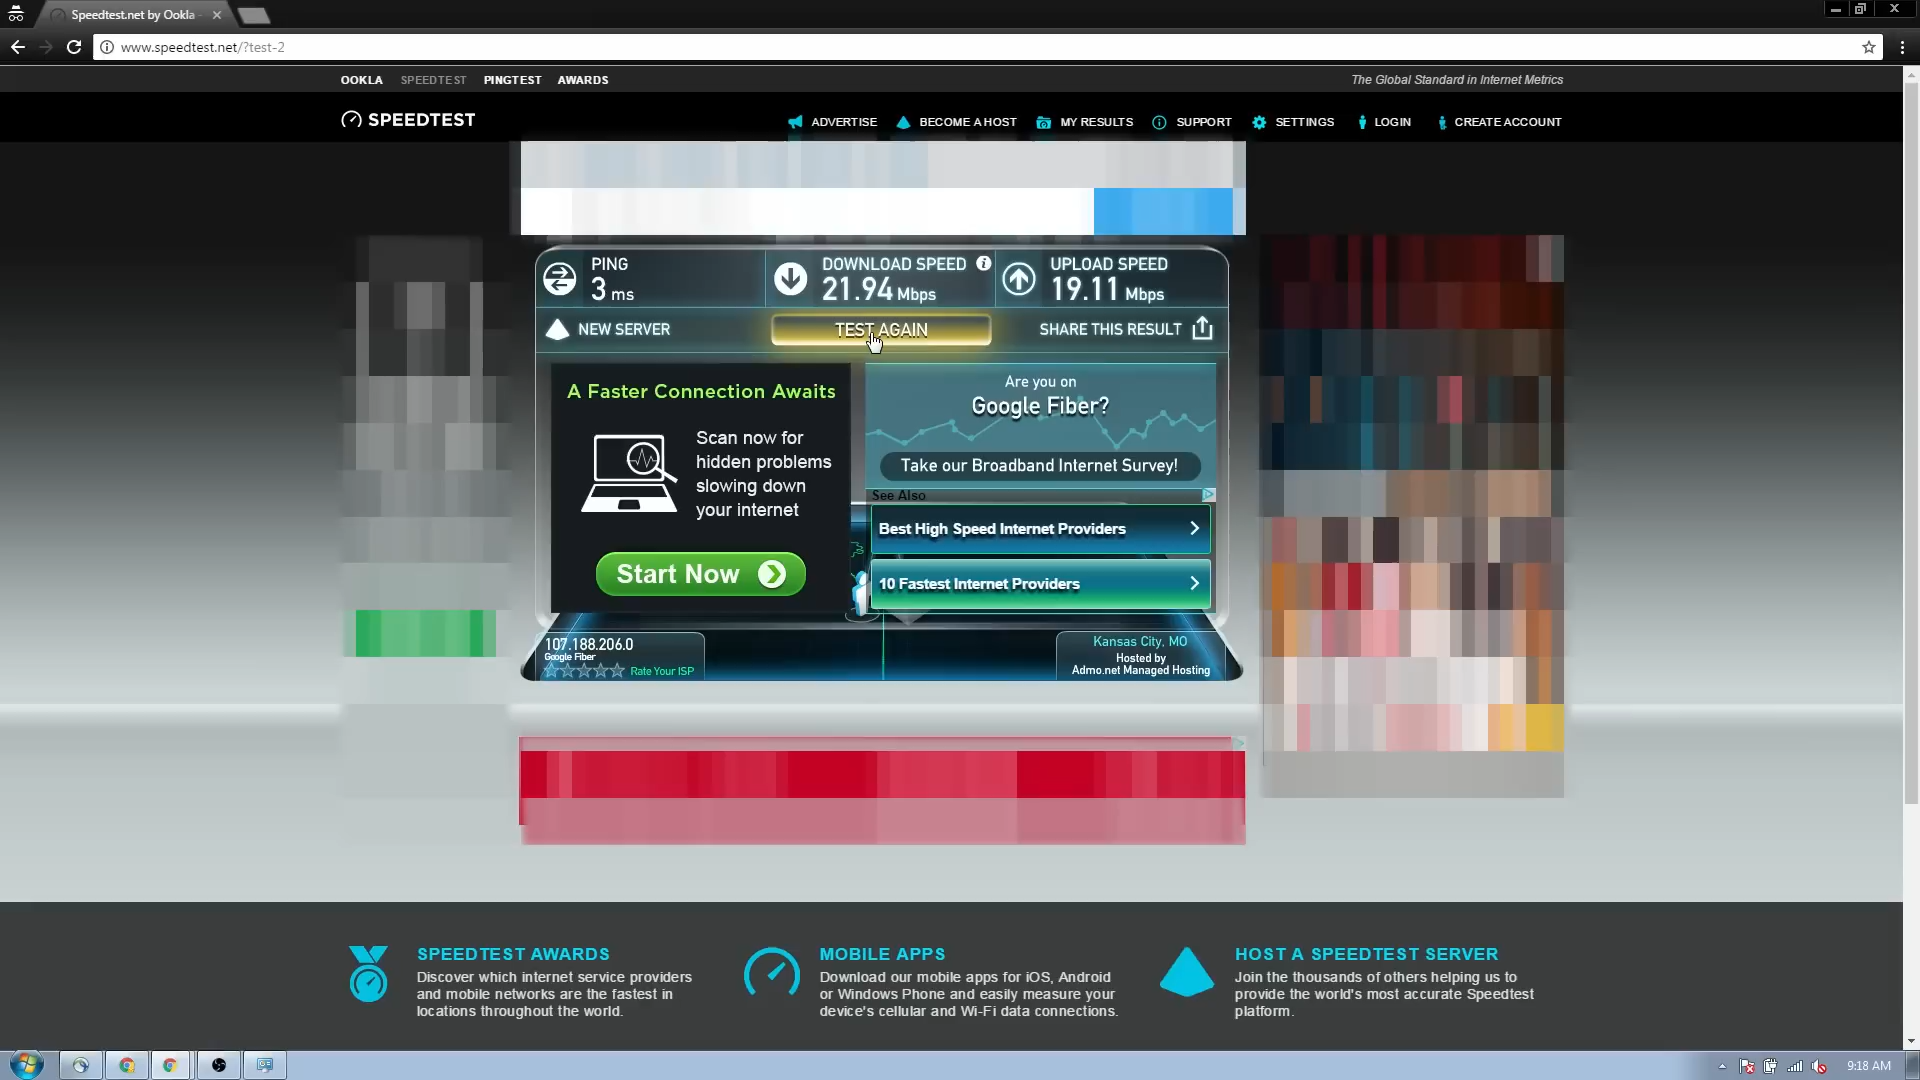 Speedtest.net by Ookla
www.speedtest.net/?test-2
OOKLA SPEEDTEST PINGTEST AWARDS
The Global Standard in Internet Metrics
SPEEDTEST
ADVERTISE BECOME A HOST MY RESULTS SUPPORT SETTINGS LOGIN CREATE ACCOUNT
PING
3 ms
DOWNLOAD SPEED
21.94 Mbps
UPLOAD SPEED
19.11 Mbps
NEW SERVER
TEST AGAIN
SHARE THIS RESULT
A Faster Connection Awaits
Scan now for
hidden problems
slowing down
your internet
Start Now
Are you on
Google Fiber?
Take our Broadband Internet Survey!
See Also
Best High Speed Internet Providers
10 Fastest Internet Providers
107.188.206.0
Google Fiber
Rate Your ISP
Kansas City, MO
Hosted by
Admo.net Managed Hosting
SPEEDTEST AWARDS
Discover which internet service providers
and mobile networks are the fastest in
locations throughout the world.
MOBILE APPS
Download our mobile apps for iOS, Android
or Windows Phone and easily measure your
device's cellular and Wi-Fi data connections.
HOST A SPEEDTEST SERVER
Join the thousands of others helping us to
provide the world's most accurate Speedtest
platform.
9:18 AM